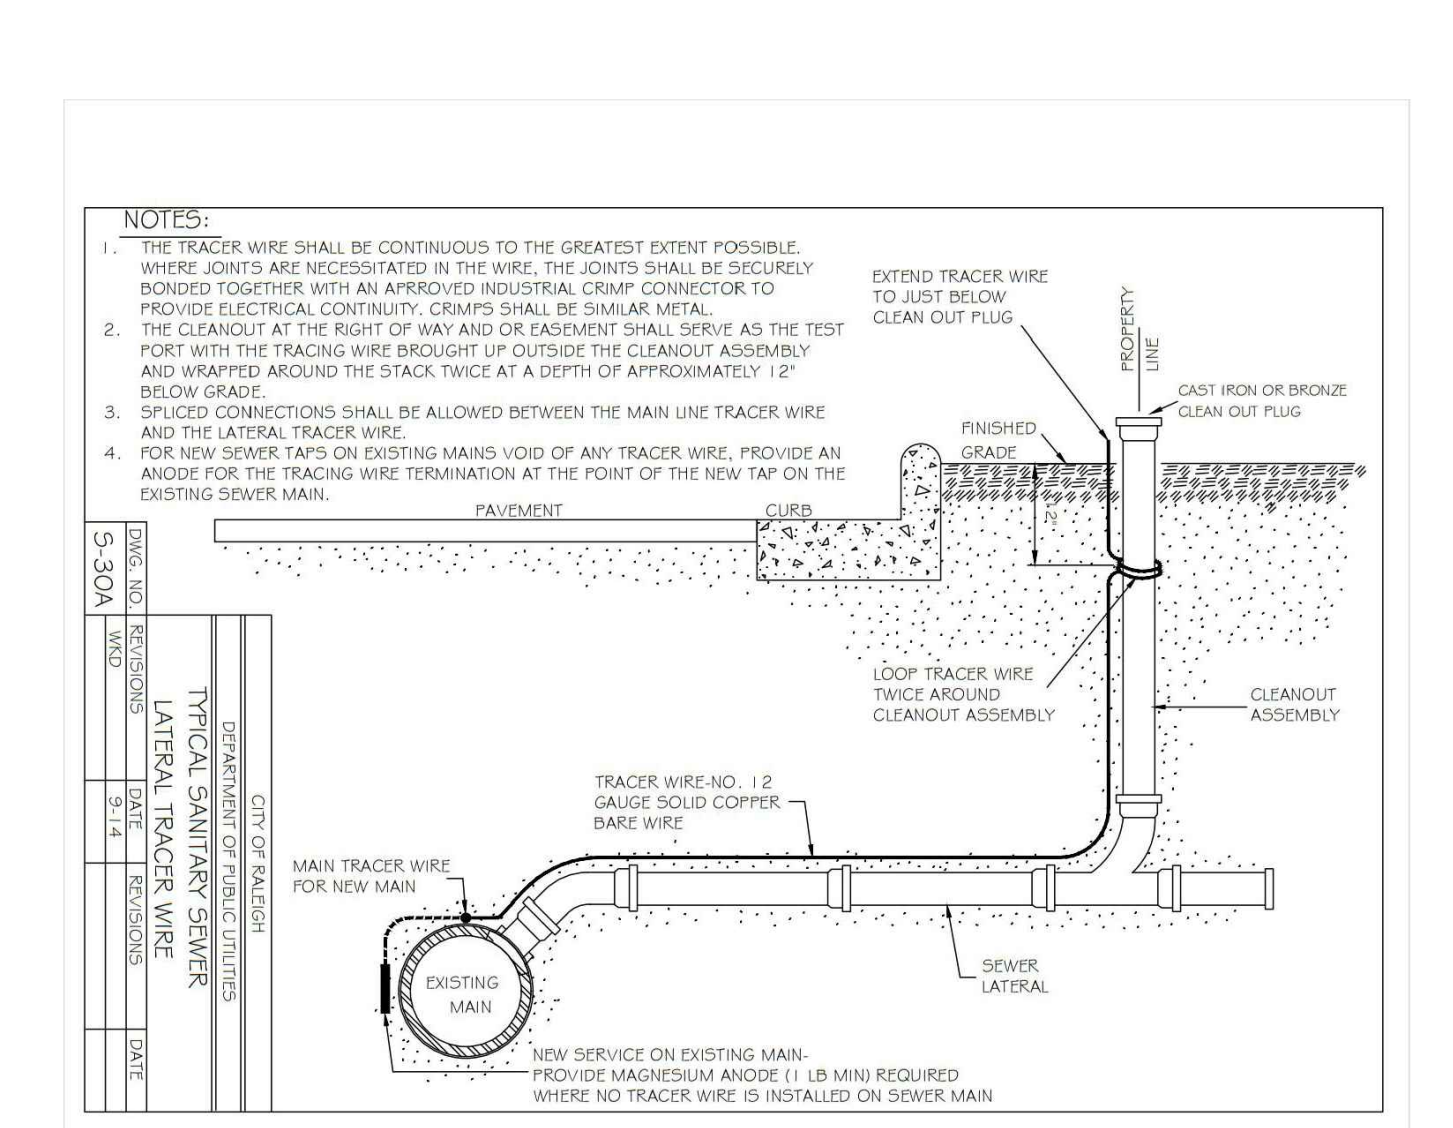 NOTES:
1. THE TRACER WIRE SHALL BE CONTINUOUS TO THE GREATEST EXTENT POSSIBLE.
WHERE JOINTS ARE NECESSITATED IN THE WIRE, THE JOINTS SHALL BE SECURELY
BONDED TOGETHER WITH AN APRROVED INDUSTRIAL CRIMP CONNECTOR TO
PROVIDE ELECTRICAL CONTINUITY. CRIMPS SHALL BE SIMILAR METAL.
2. THE CLEANOUT AT THE RIGHT OF WAY AND OR EASEMENT SHALL SERVE AS THE TEST
PORT WITH THE TRACING WIRE BROUGHT UP OUTSIDE THE CLEANOUT ASSEMBLY
AND WRAPPED AROUND THE STACK TWICE AT A DEPTH OF APPROXIMATELY 12"
BELOW GRADE.
3. SPLICED CONNECTIONS SHALL BE ALLOWED BETWEEN THE MAIN LINE TRACER WIRE
AND THE LATERAL TRACER WIRE.
4. FOR NEW SEWER TAPS ON EXISTING MAINS VOID OF ANY TRACER WIRE, PROVIDE AN
ANODE FOR THE TRACING WIRE TERMINATION AT THE POINT OF THE NEW TAP ON THE
EXISTING SEWER MAIN.
EXTEND TRACER WIRE
TO JUST BELOW
CLEAN OUT PLUG
PROPERTY
LINE
CAST IRON OR BRONZE
CLEAN OUT PLUG
FINISHED
GRADE
12"
PAVEMENT
CURB
LOOP TRACER WIRE
TWICE AROUND
CLEANOUT ASSEMBLY
CLEANOUT
ASSEMBLY
TRACER WIRE-NO. 12
GAUGE SOLID COPPER
BARE WIRE
MAIN TRACER WIRE
FOR NEW MAIN
EXISTING
MAIN
SEWER
LATERAL
NEW SERVICE ON EXISTING MAIN-
PROVIDE MAGNESIUM ANODE (1 LB MIN) REQUIRED
WHERE NO TRACER WIRE IS INSTALLED ON SEWER MAIN
CITY OF RALEIGH
DEPARTMENT OF PUBLIC UTILITIES
TYPICAL SANITARY SEWER
LATERAL TRACER WIRE
DWG. NO.
REVISIONS
DATE
REVISIONS
DATE
S-30A
WKD
9-14